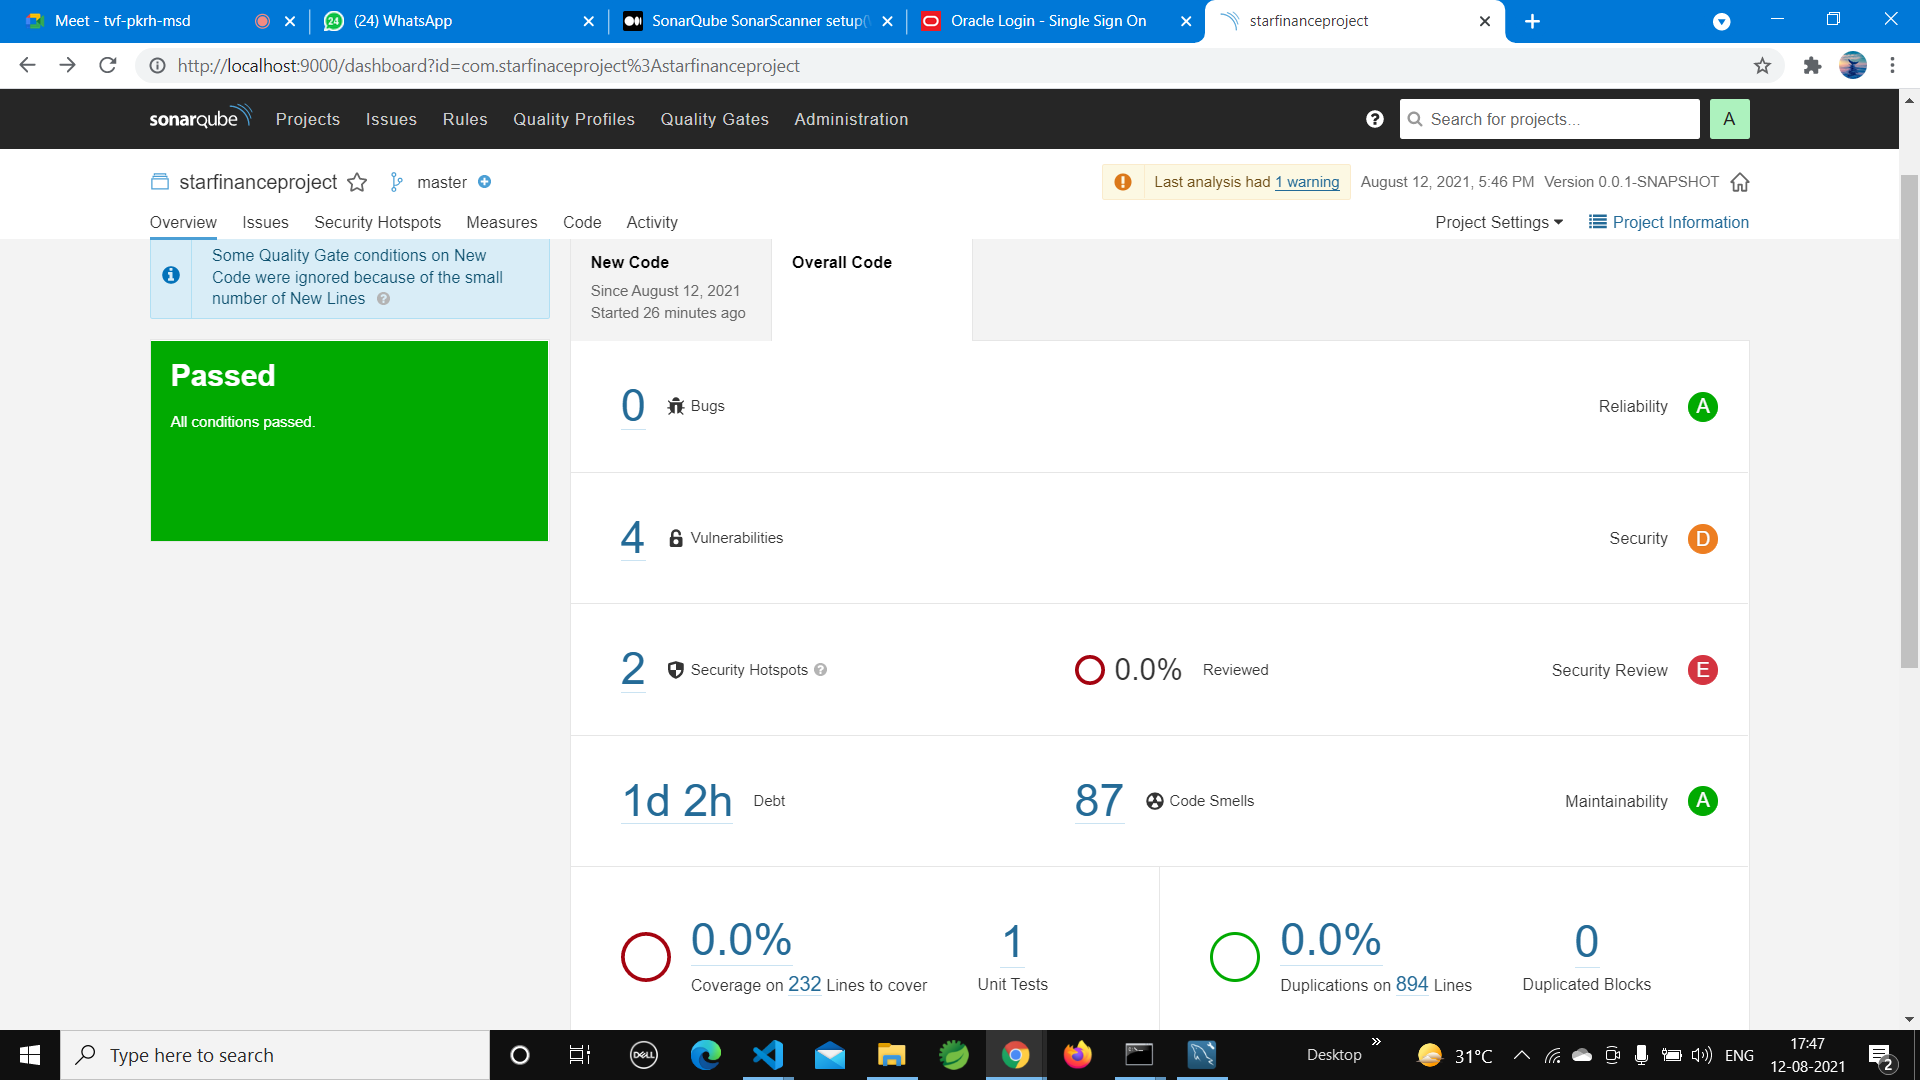 Meet - tvf-pkrh-msd
(24) WhatsApp
SonarQube SonarScanner setup(
Oracle Login - Single Sign On
starfinanceproject
http://localhost:9000/dashboard?id=com.starfinaceproject%3Astarfinanceproject
sonarqube Projects Issues Rules Quality Profiles Quality Gates Administration
Search for projects...
A
starfinanceproject master
Last analysis had 1 warning August 12, 2021, 5:46 PM Version 0.0.1-SNAPSHOT
Overview Issues Security Hotspots Measures Code Activity
Project Settings Project Information
Some Quality Gate conditions on New
Code were ignored because of the small
number of New Lines
Passed
All conditions passed.
New Code
Since August 12, 2021
Started 26 minutes ago
Overall Code
0 Bugs Reliability A
4 Vulnerabilities Security D
2 Security Hotspots 0.0% Reviewed Security Review E
1d 2h Debt 87 Code Smells Maintainability A
0.0%
Coverage on 232 Lines to cover
1
Unit Tests
0.0%
Duplications on 894 Lines
0
Duplicated Blocks
Type here to search
DELL
Desktop
31°C
ENG
17:47
12-08-2021
2